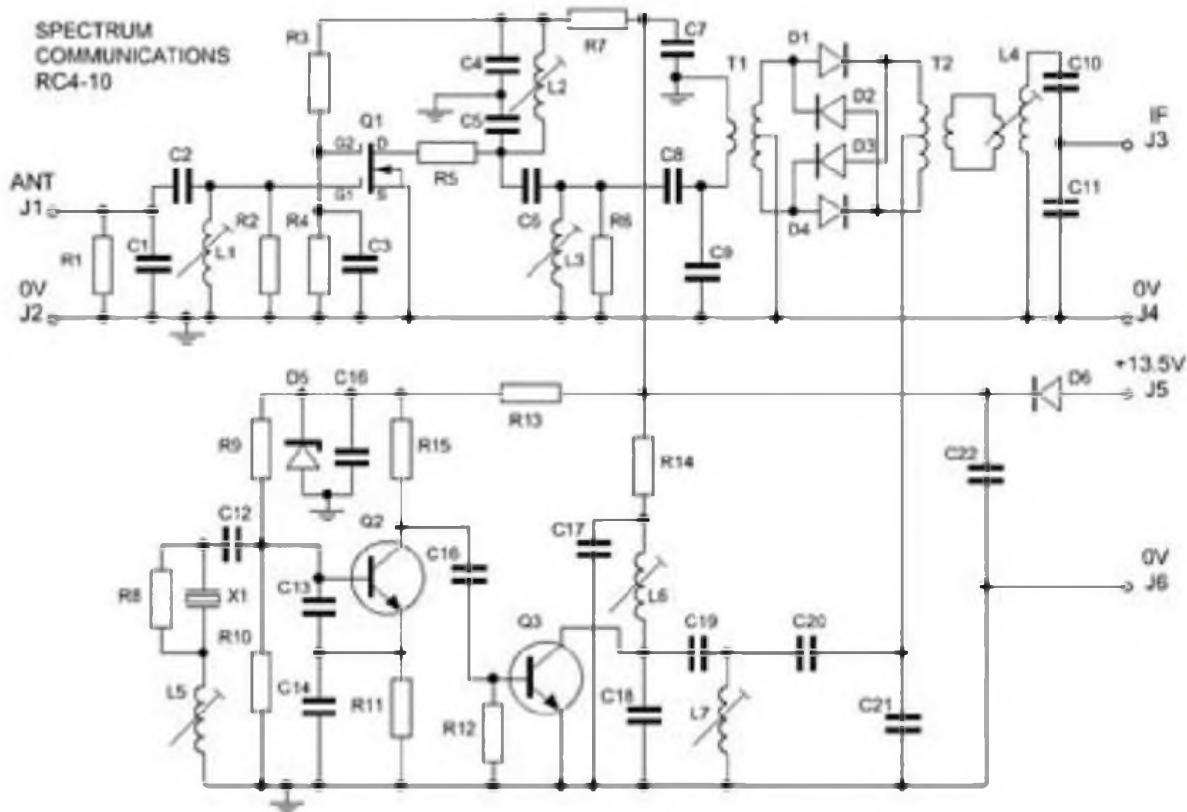 SPECTRUM
COMMUNICATIONS
RC4-10
R3
C4
L2
R7
C7
T1
D1
T2
L4
C10
D2
C5
Q1
G2
D
R5
D3
IF
J3
C2
G1
S
C8
ANT
J1
R2
R4
C6
R6
D4
C11
R1
C1
L1
C3
L3
C9
0V
J2
0V
J4
+13.5V
J5
D5
C16
R13
D6
R9
R15
R14
C22
C12
Q2
C17
C16
0V
J6
R8
X1
C13
L6
R10
Q3
C19
C20
L5
C14
R11
R12
C18
L7
C21